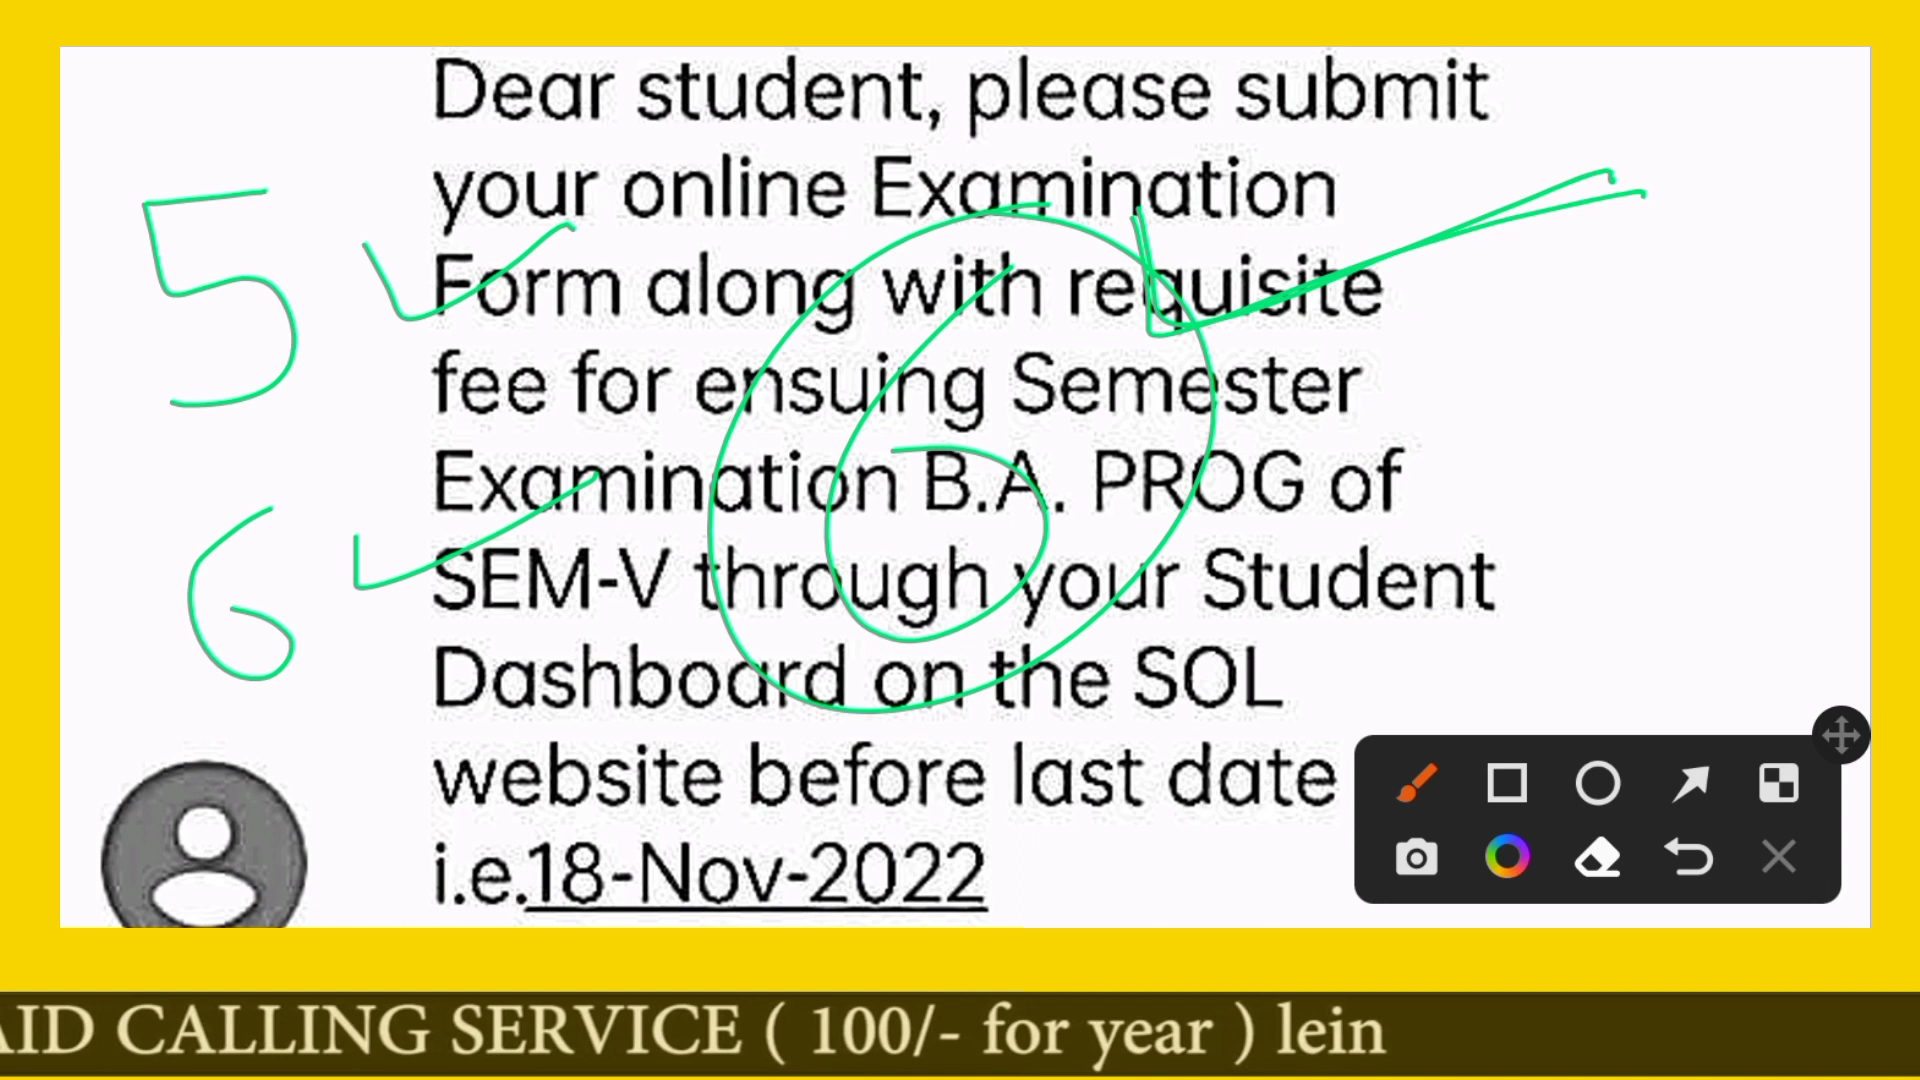 Dear student, please submit
your online Examination
Form along with requisite
fee for ensuing Semester
Examination B.A. PROG of
SEM-V through your Student
Dashboard on the SOL
website before last date
i.e.18-Nov-2022
5
6
6
CALLING SERVICE ( 100/- for year ) lein